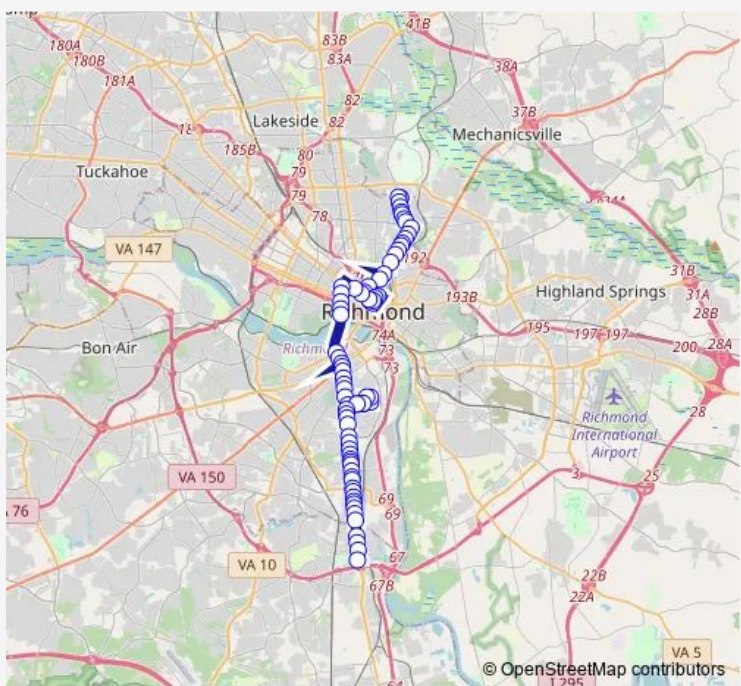 180A
180B
181A
18
185B
83B
83A
82
82
41B
38A
37B
Lakeside
Mechanicsville
80
79
79
78
Tuckahoe
VA 147
192
193B
Highland Springs
31B
31A
28B
28A
200
195
197
197
Richmond
74A
73
73
Bon Air
Richmond
International
Airport
28
25
3
VA 150
76
69
69
67
67B
VA 10
22B
22A
VA 5
I 295
64
© OpenStreetMap contributors